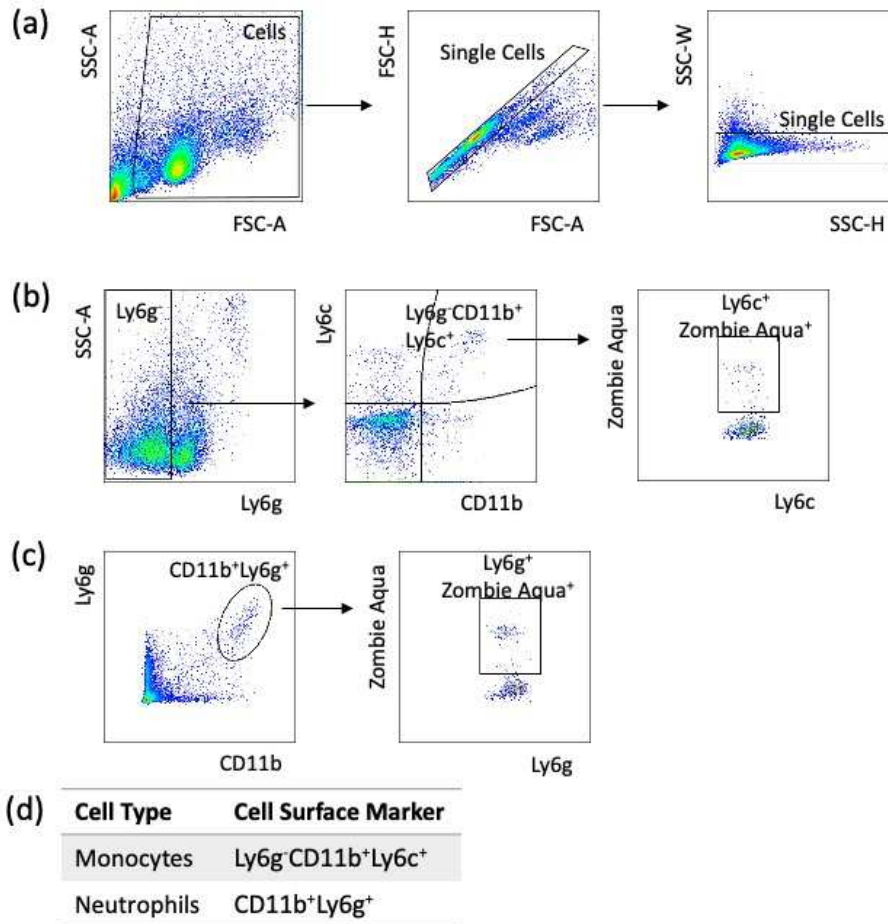 (a)
SSC-A
Cells
FSC-A
FSC-H
Single Cells
FSC-A
SSC-W
Single Cells
SSC-H
(b)
SSC-A
Ly6g⁻
Ly6g
Ly6c
Ly6g⁻CD11b⁺
Ly6c⁺
CD11b
Zombie Aqua
Ly6c⁺
Zombie Aqua⁺
Ly6c
(c)
Ly6g
CD11b⁺Ly6g⁺
CD11b
Zombie Aqua
Ly6g⁺
Zombie Aqua⁺
Ly6g
(d)
Cell Type Cell Surface Marker
Monocytes Ly6g⁻CD11b⁺Ly6c⁺
Neutrophils CD11b⁺Ly6g⁺